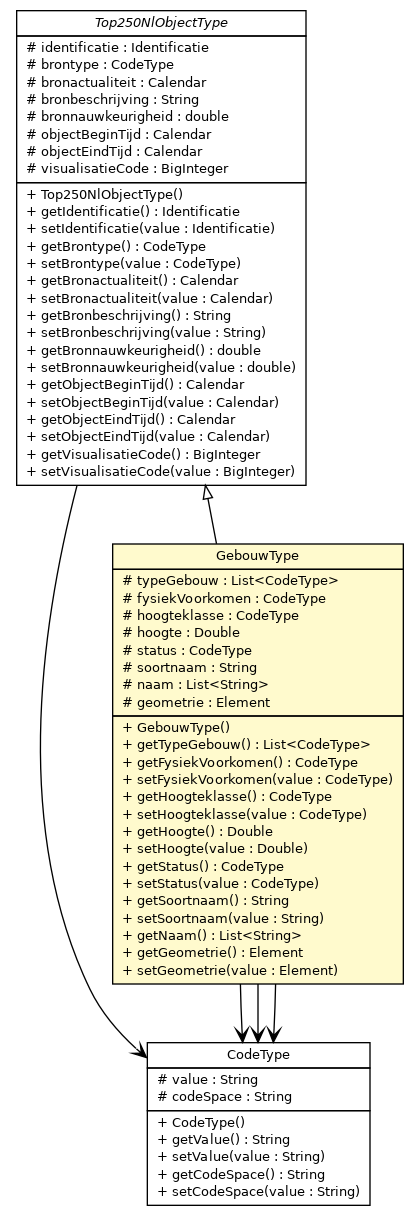 Top250NlObjectType
# identificatie : Identificatie
# brontype : CodeType
# bronactualiteit : Calendar
# bronbeschrijving : String
# bronnauwkeurigheid : double
# objectBeginTijd : Calendar
# objectEindTijd : Calendar
# visualisatieCode : BigInteger
+ Top250NlObjectType()
+ getIdentificatie() : Identificatie
+ setIdentificatie(value : Identificatie)
+ getBrontype() : CodeType
+ setBrontype(value : CodeType)
+ getBronactualiteit() : Calendar
+ setBronactualiteit(value : Calendar)
+ getBronbeschrijving() : String
+ setBronbeschrijving(value : String)
+ getBronnauwkeurigheid() : double
+ setBronnauwkeurigheid(value : double)
+ getObjectBeginTijd() : Calendar
+ setObjectBeginTijd(value : Calendar)
+ getObjectEindTijd() : Calendar
+ setObjectEindTijd(value : Calendar)
+ getVisualisatieCode() : BigInteger
+ setVisualisatieCode(value : BigInteger)
GebouwType
# typeGebouw : List<CodeType>
# fysiekVoorkomen : CodeType
# hoogteklasse : CodeType
# hoogte : Double
# status : CodeType
# soortnaam : String
# naam : List<String>
# geometrie : Element
+ GebouwType()
+ getTypeGebouw() : List<CodeType>
+ getFysiekVoorkomen() : CodeType
+ setFysiekVoorkomen(value : CodeType)
+ getHoogteklasse() : CodeType
+ setHoogteklasse(value : CodeType)
+ getHoogte() : Double
+ setHoogte(value : Double)
+ getStatus() : CodeType
+ setStatus(value : CodeType)
+ getSoortnaam() : String
+ setSoortnaam(value : String)
+ getNaam() : List<String>
+ getGeometrie() : Element
+ setGeometrie(value : Element)
CodeType
# value : String
# codeSpace : String
+ CodeType()
+ getValue() : String
+ setValue(value : String)
+ getCodeSpace() : String
+ setCodeSpace(value : String)